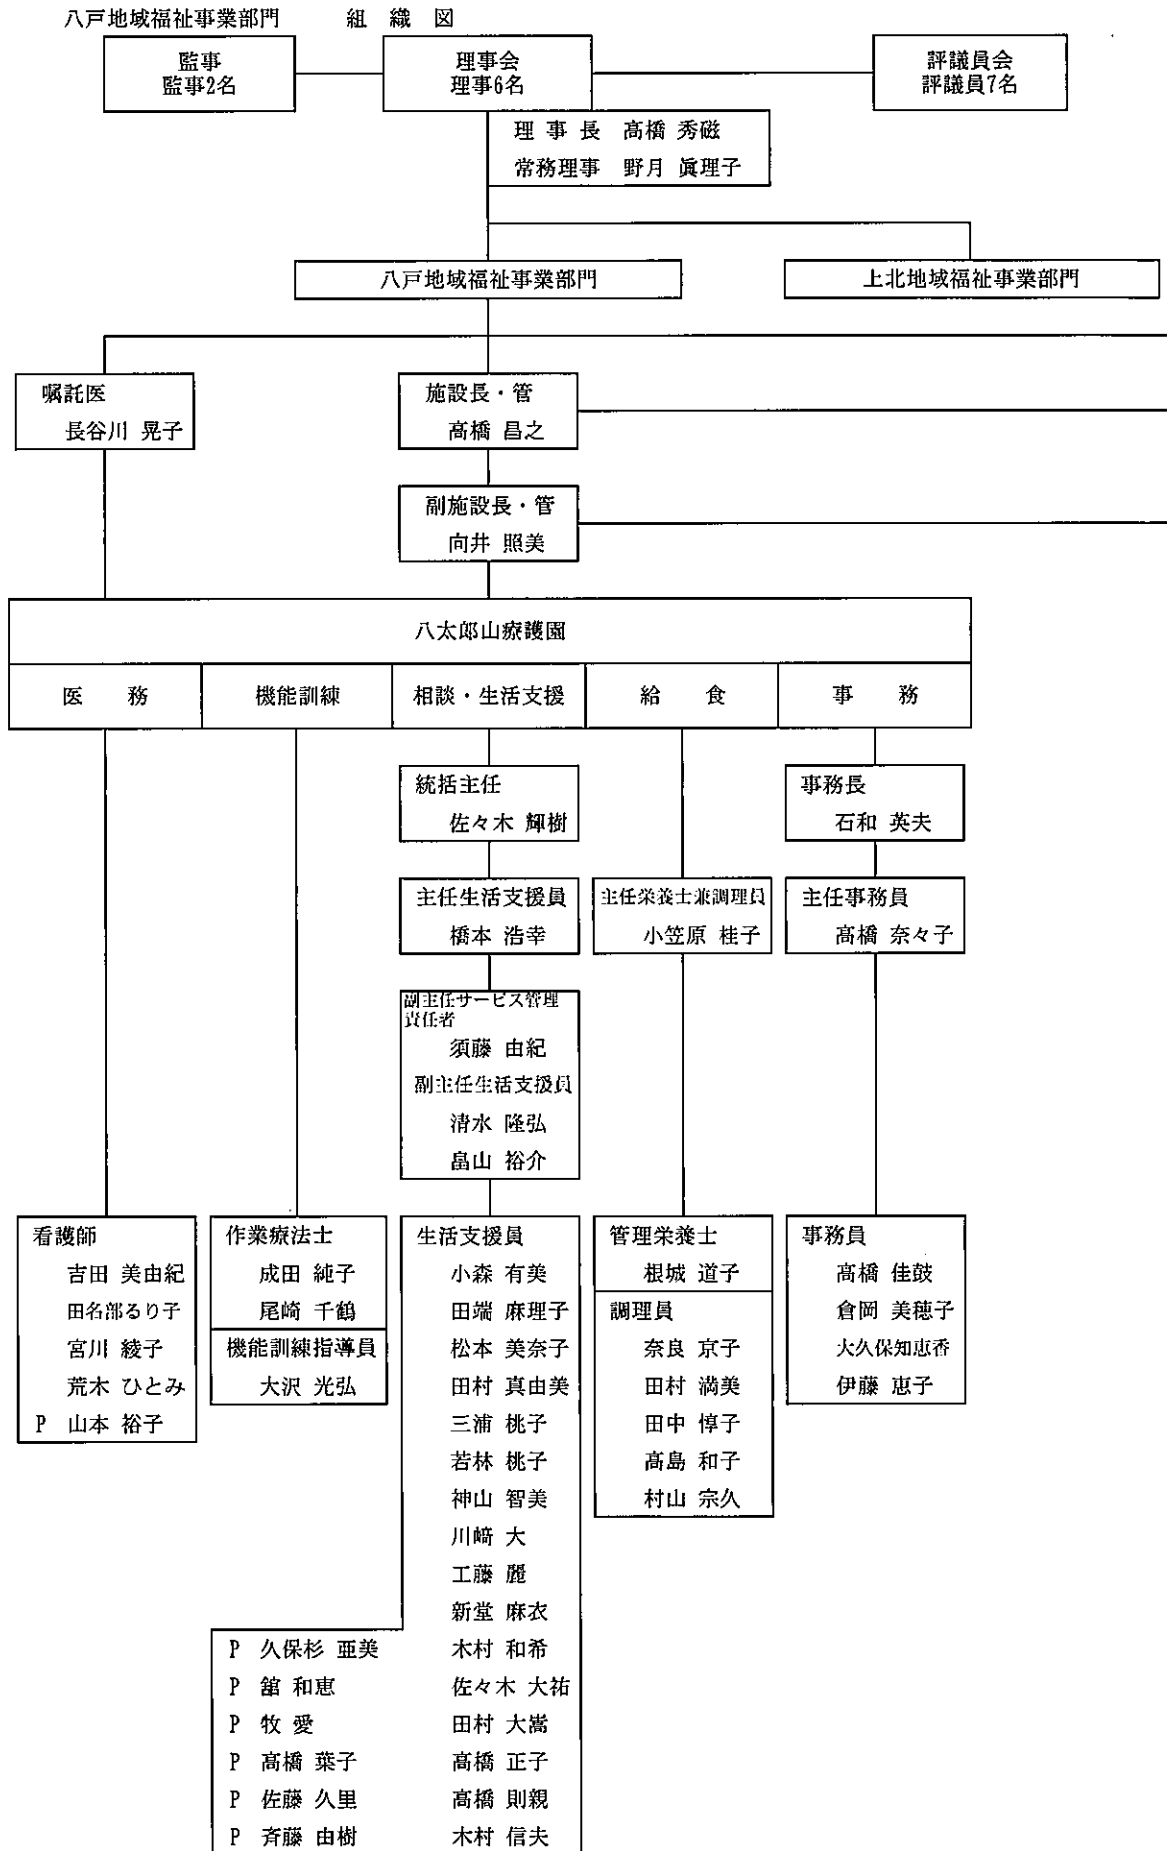 八戸地域福祉事業部門 組 織 図
監事
監事2名
理事会
理事6名
評議員会
評議員7名
理 事 長 高橋 秀磁
常務理事 野月 眞理子
八戸地域福祉事業部門
上北地域福祉事業部門
嘱託医
長谷川 晃子
施設長・管
高橋 昌之
副施設長・管
向井 照美
八太郎山療護園
医 務
機能訓練
相談・生活支援
給 食
事 務
統括主任
佐々木 輝樹
事務長
石和 英夫
主任生活支援員
橋本 浩幸
主任栄養士兼調理員
小笠原 桂子
主任事務員
高橋 奈々子
副主任サービス管理
責任者
須藤 由紀
副主任生活支援員
清水 隆弘
畠山 裕介
看護師
吉田 美由紀
田名部るり子
宮川 綾子
荒木 ひとみ
P 山本 裕子
作業療法士
成田 純子
尾崎 千鶴
機能訓練指導員
大沢 光弘
生活支援員
小森 有美
田端 麻理子
松本 美奈子
田村 真由美
三浦 桃子
若林 桃子
神山 智美
川﨑 大
工藤 麗
新堂 麻衣
木村 和希
佐々木 大祐
田村 大嵩
高橋 正子
高橋 則親
木村 信夫
P 久保杉 亜美
P 舘 和恵
P 牧 愛
P 高橋 葉子
P 佐藤 久里
P 斉藤 由樹
管理栄養士
根城 道子
調理員
奈良 京子
田村 満美
田中 惇子
高島 和子
村山 宗久
事務員
高橋 佳鼓
倉岡 美穂子
大久保知恵香
伊藤 恵子